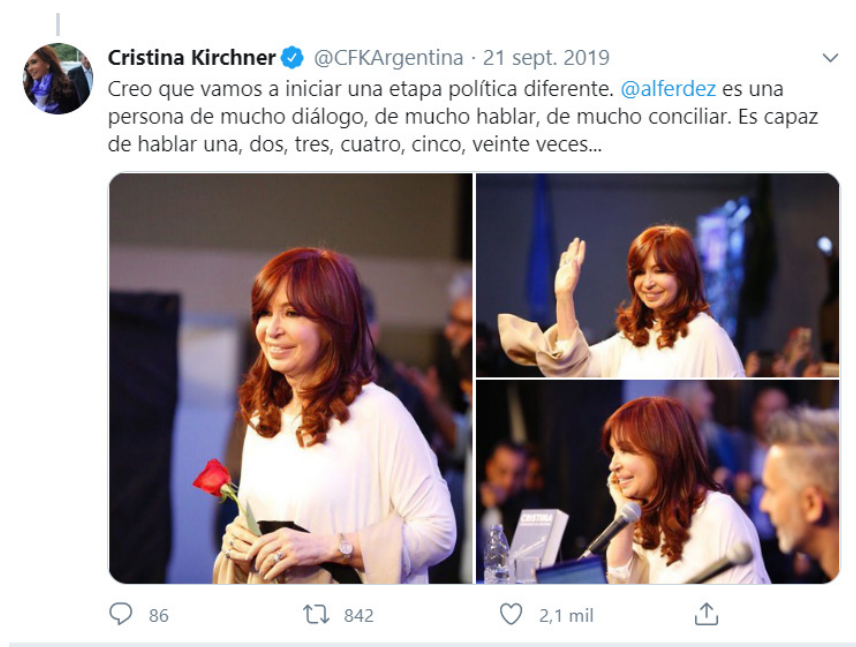 Cristina Kirchner @CFKArgentina · 21 sept. 2019
Creo que vamos a iniciar una etapa política diferente. @alferdez es una
persona de mucho diálogo, de mucho hablar, de mucho conciliar. Es capaz
de hablar una, dos, tres, cuatro, cinco, veinte veces...
CRISTINA
86 842 2,1 mil